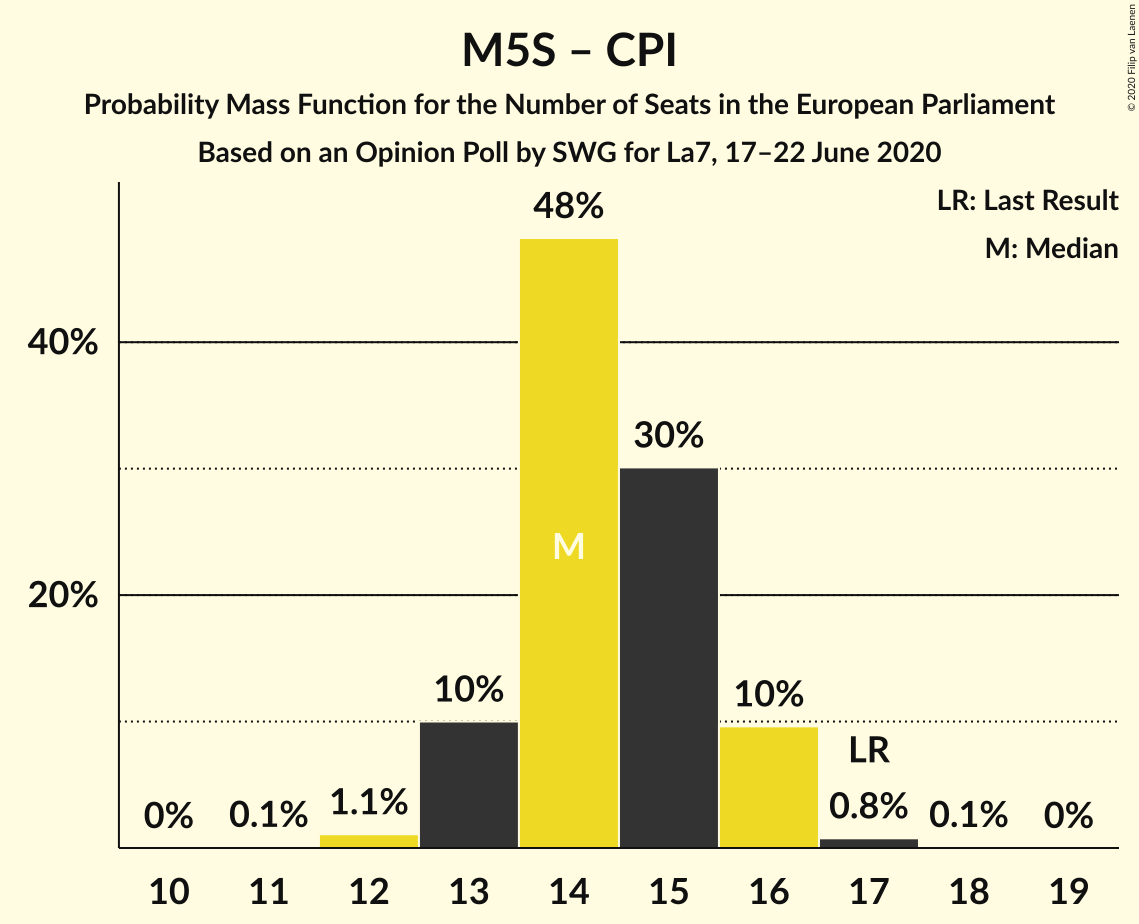 M5S – CPI
Probability Mass Function for the Number of Seats in the European Parliament
Based on an Opinion Poll by SWG for La7, 17–22 June 2020
© 2020 Filip van Laenen
LR: Last Result
M: Median
48%
40%
30%
M
20%
10%
10%
LR
0%
0.1%
1.1%
0.8%
0.1%
0%
10 11 12 13 14 15 16 17 18 19